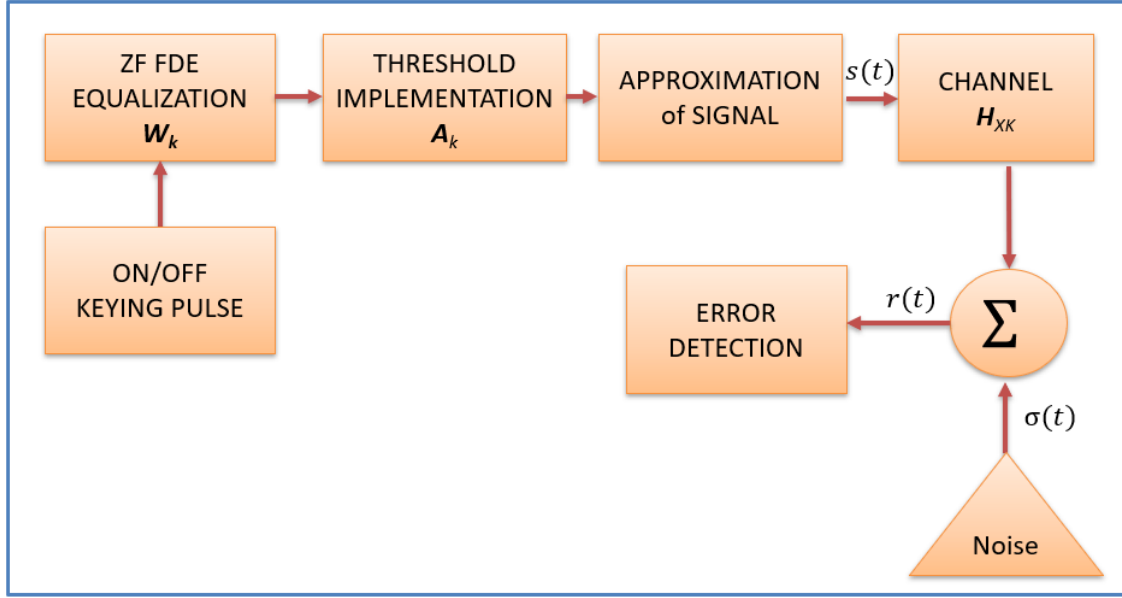 ZF FDE
EQUALIZATION
W_k
THRESHOLD
IMPLEMENTATION
A_k
APPROXIMATION
of SIGNAL
s(t)
CHANNEL
H_XK
ON/OFF
KEYING PULSE
ERROR
DETECTION
r(t)
Σ
σ(t)
Noise